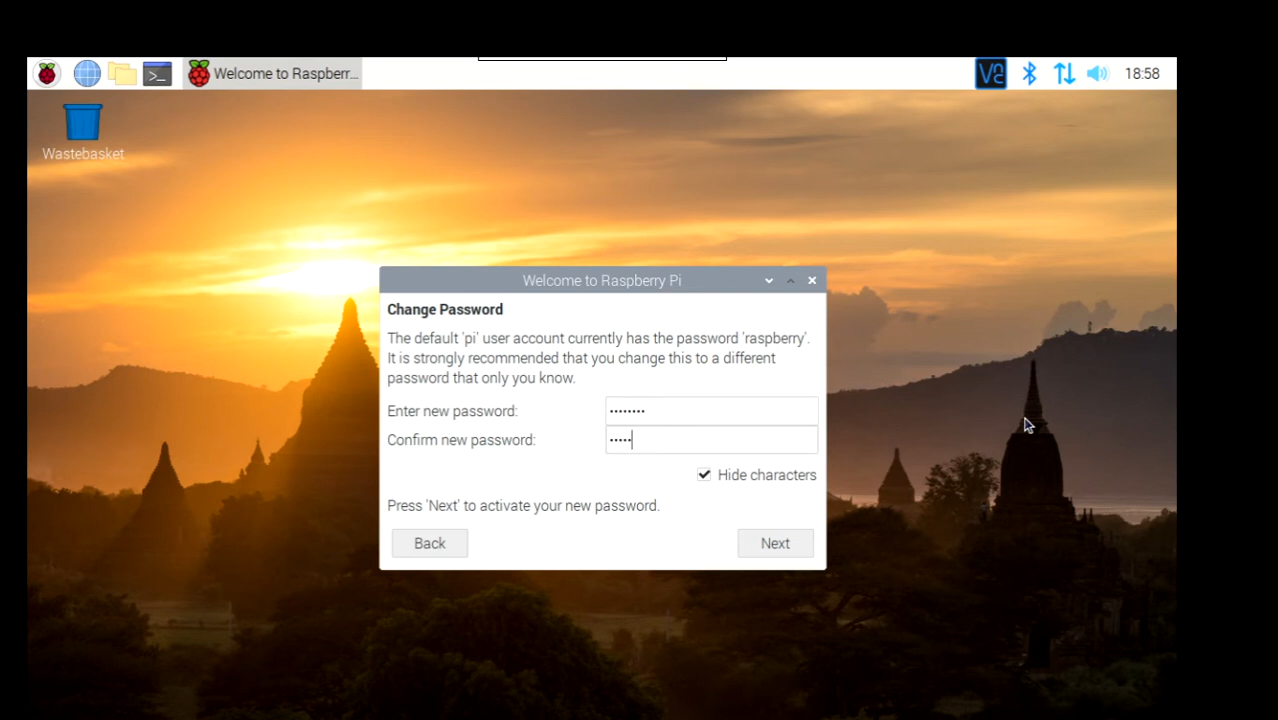 Welcome to Raspberr...
18:58
Wastebasket
Welcome to Raspberry Pi
Change Password
The default 'pi' user account currently has the password 'raspberry'.
It is strongly recommended that you change this to a different
password that only you know.
Enter new password: ••••••••
Confirm new password: •••••
Hide characters
Press 'Next' to activate your new password.
Back Next